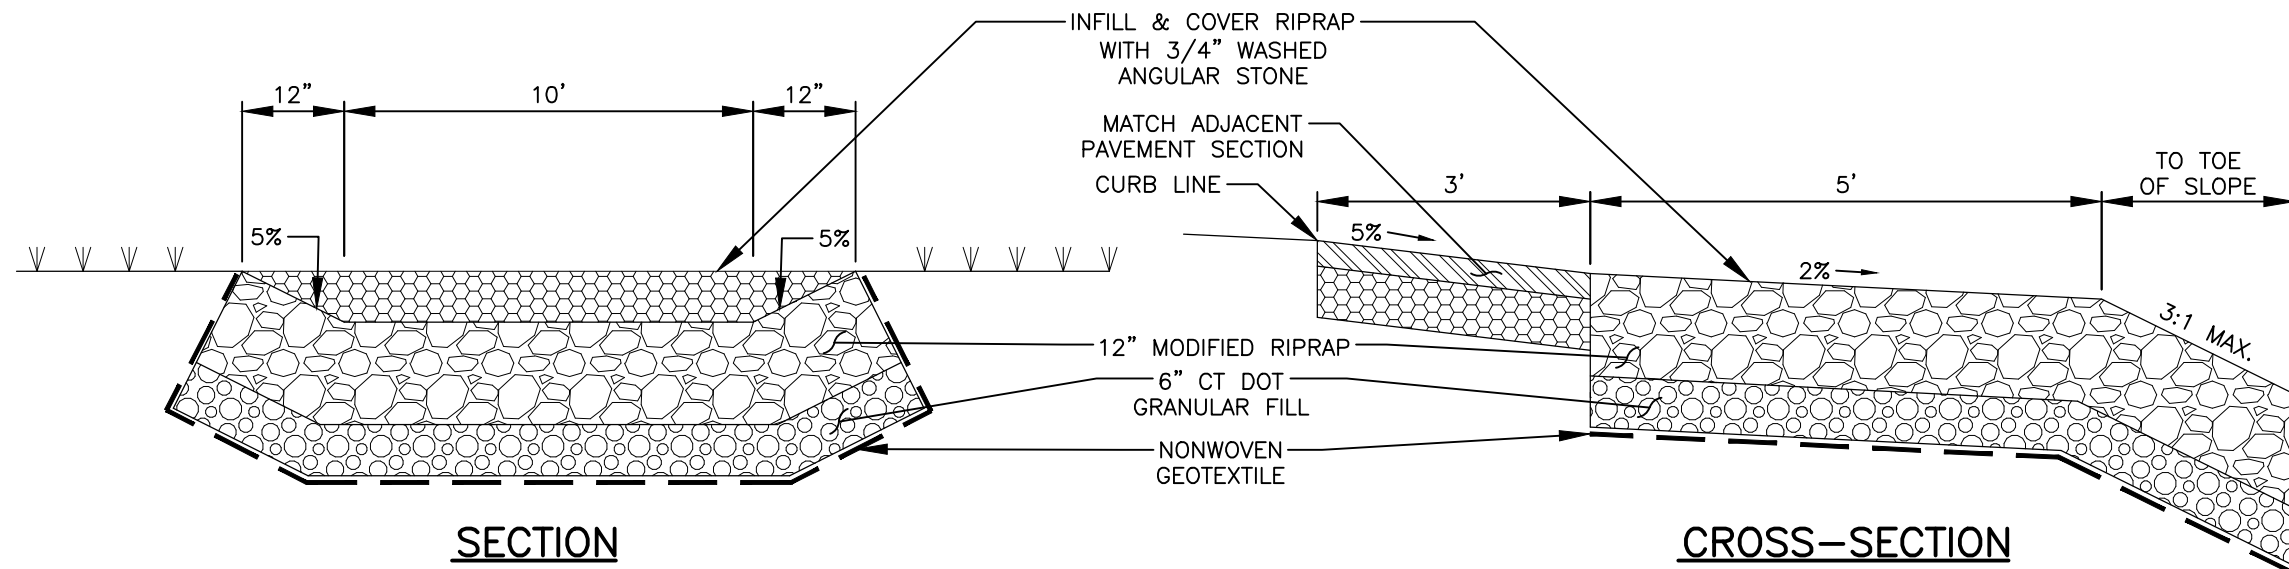 INFILL & COVER RIPRAP
WITH 3/4" WASHED
ANGULAR STONE
12"
10'
12"
MATCH ADJACENT
PAVEMENT SECTION
CURB LINE
3'
5'
TO TOE
OF SLOPE
5%
5%
5%
2%
3:1 MAX.
12" MODIFIED RIPRAP
6" CT DOT
GRANULAR FILL
NONWOVEN
GEOTEXTILE
SECTION
CROSS-SECTION